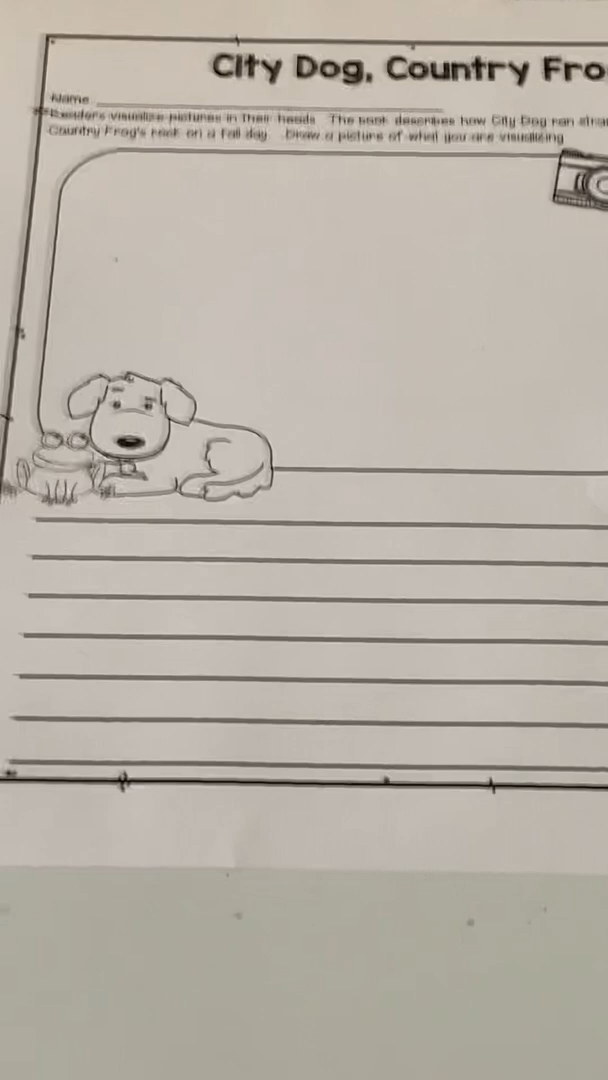 City Dog, Country Fro
Name
Readers visualize pictures in their heads. The book describes how City Dog ran strai
Country Frog's rock on a fall day. Draw a picture of what you are visualizing